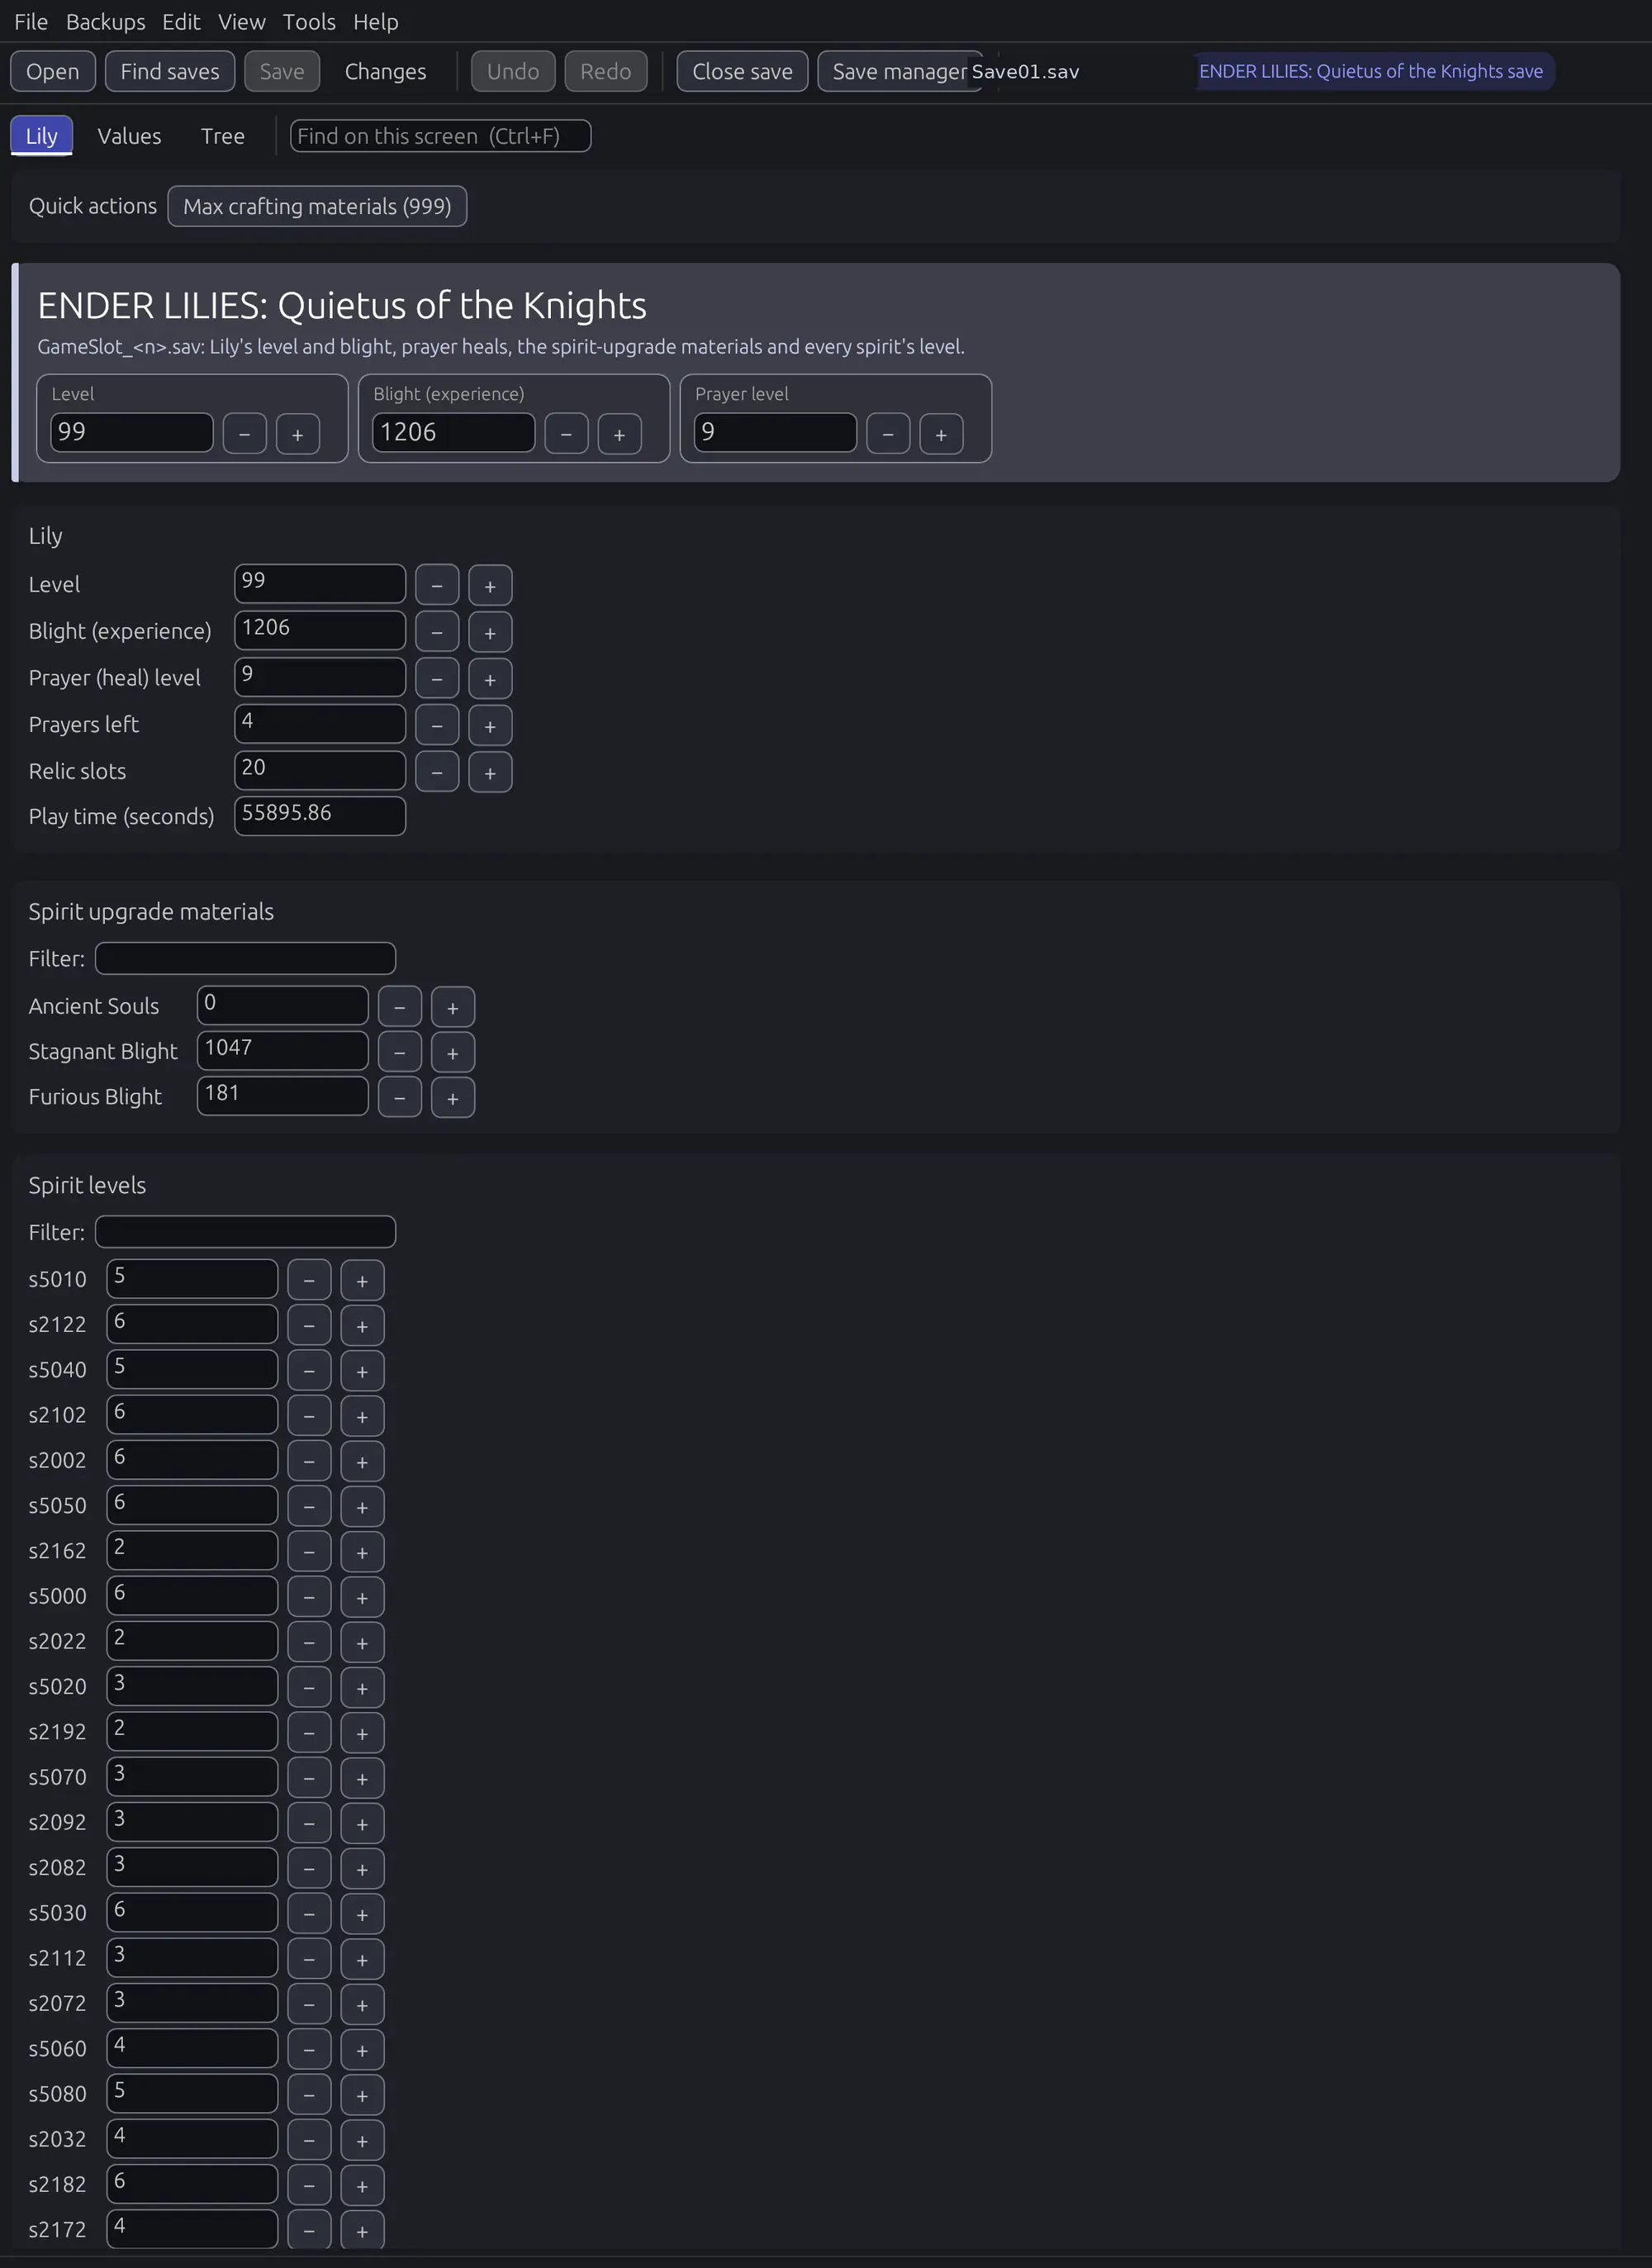 File Backups Edit View Tools Help
Open Find saves Save Changes Undo Redo Close save Save manager Save01.sav ENDER LILIES: Quietus of the Knights save
Lily Values Tree Find on this screen (Ctrl+F)
Quick actions Max crafting materials (999)
ENDER LILIES: Quietus of the Knights
GameSlot_<n>.sav: Lily's level and blight, prayer heals, the spirit-upgrade materials and every spirit's level.
Level Blight (experience) Prayer level
99 − + 1206 − + 9 − +
Lily
Level 99 − +
Blight (experience) 1206 − +
Prayer (heal) level 9 − +
Prayers left 4 − +
Relic slots 20 − +
Play time (seconds) 55895.86
Spirit upgrade materials
Filter:
Ancient Souls 0 − +
Stagnant Blight 1047 − +
Furious Blight 181 − +
Spirit levels
Filter:
s5010 5 − +
s2122 6 − +
s5040 5 − +
s2102 6 − +
s2002 6 − +
s5050 6 − +
s2162 2 − +
s5000 6 − +
s2022 2 − +
s5020 3 − +
s2192 2 − +
s5070 3 − +
s2092 3 − +
s2082 3 − +
s5030 6 − +
s2112 3 − +
s2072 3 − +
s5060 4 − +
s5080 5 − +
s2032 4 − +
s2182 6 − +
s2172 4 − +